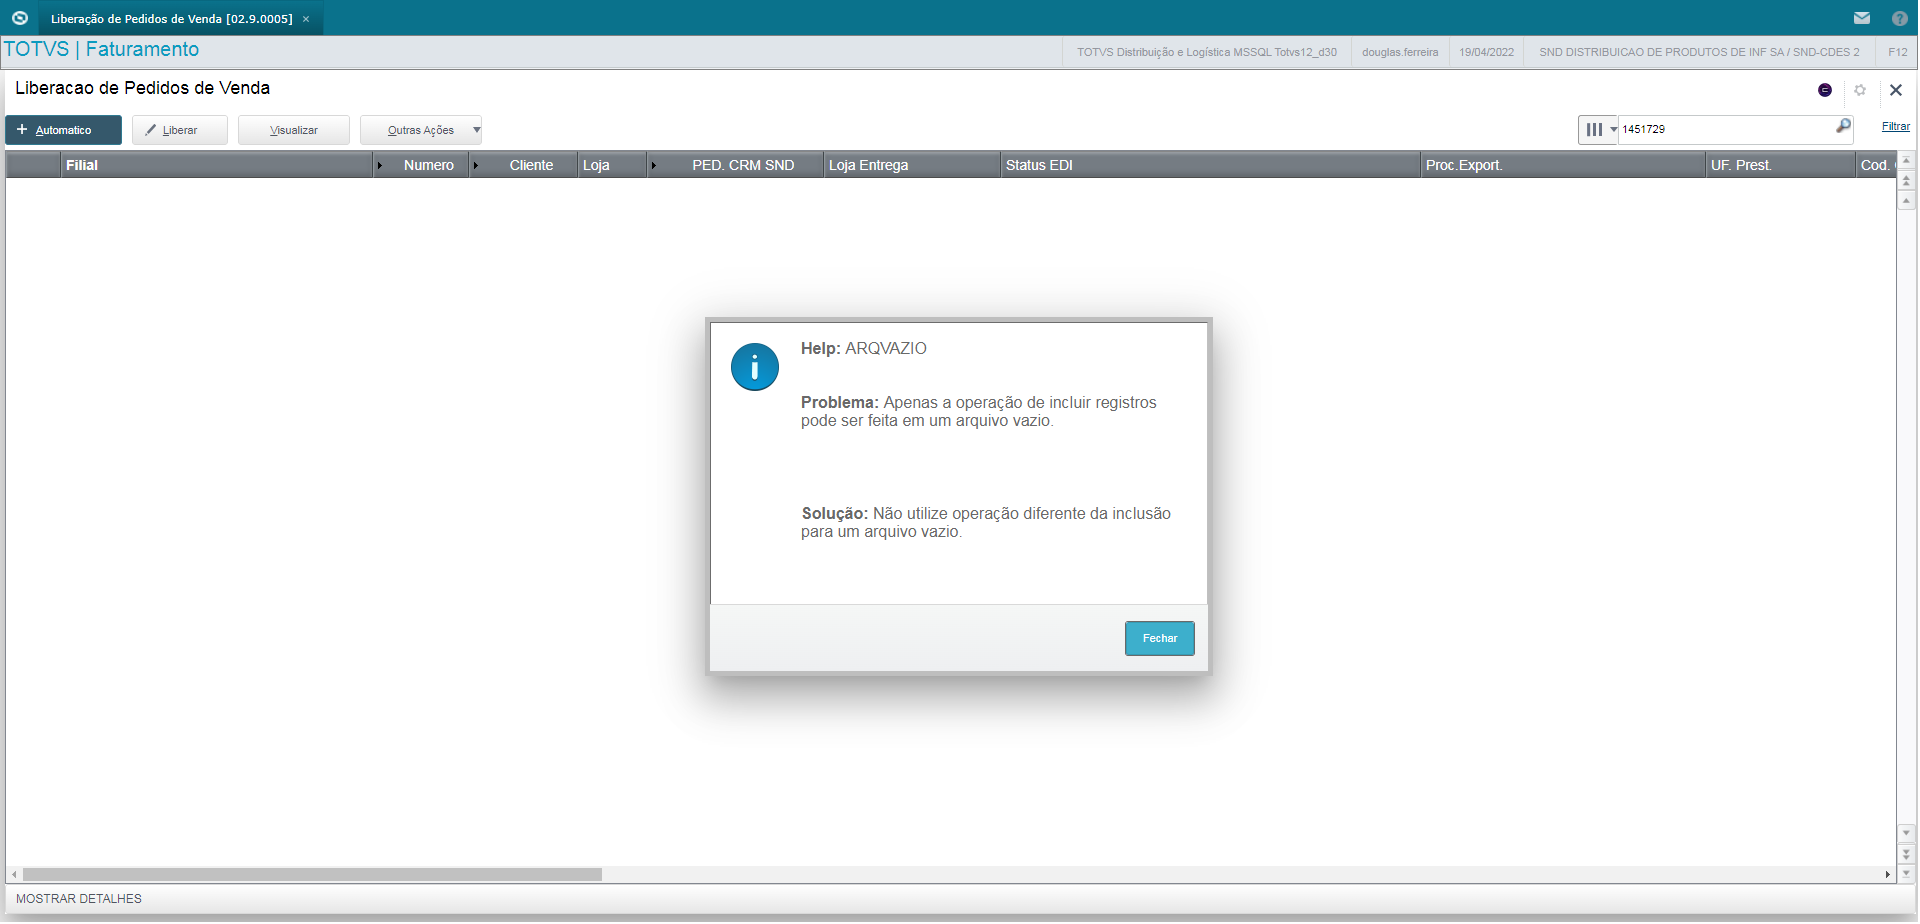 Liberação de Pedidos de Venda [02.9.0005] ×
TOTVS | Faturamento
TOTVS Distribuição e Logística MSSQL Totvs12_d30
douglas.ferreira
19/04/2022
SND DISTRIBUICAO DE PRODUTOS DE INF SA / SND-CDES 2
F12
Liberacao de Pedidos de Venda
Automatico
Liberar
Visualizar
Outras Ações
1451729
Filtrar
Filial
Numero
Cliente
Loja
PED. CRM SND
Loja Entrega
Status EDI
Proc.Export.
UF. Prest.
Cod.
Help: ARQVAZIO
Problema: Apenas a operação de incluir registros
pode ser feita em um arquivo vazio.
Solução: Não utilize operação diferente da inclusão
para um arquivo vazio.
Fechar
MOSTRAR DETALHES